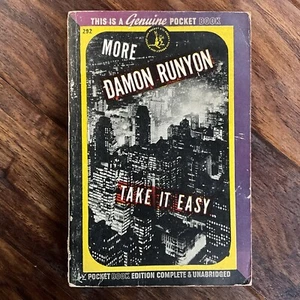 THIS IS A Genuine POCKET BOOK
292
MORE
DAMON RUNYON
TAKE IT EASY
POCKET BOOK EDITION COMPLETE & UNABRIDGED